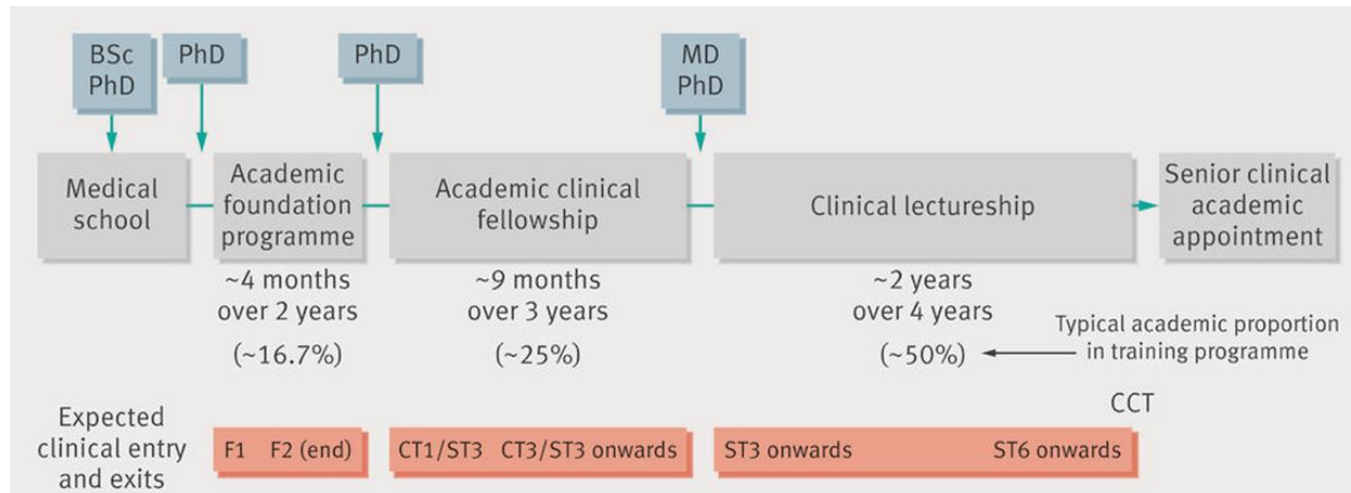 BSc
PhD
PhD
PhD
MD
PhD
Medical
school
Academic
foundation
programme
Academic clinical
fellowship
Clinical lectureship
Senior clinical
academic
appointment
~4 months
over 2 years
(~16.7%)
~9 months
over 3 years
(~25%)
~2 years
over 4 years
(~50%)
Typical academic proportion
in training programme
CCT
Expected
clinical entry
and exits
F1 F2 (end)
CT1/ST3 CT3/ST3 onwards
ST3 onwards ST6 onwards